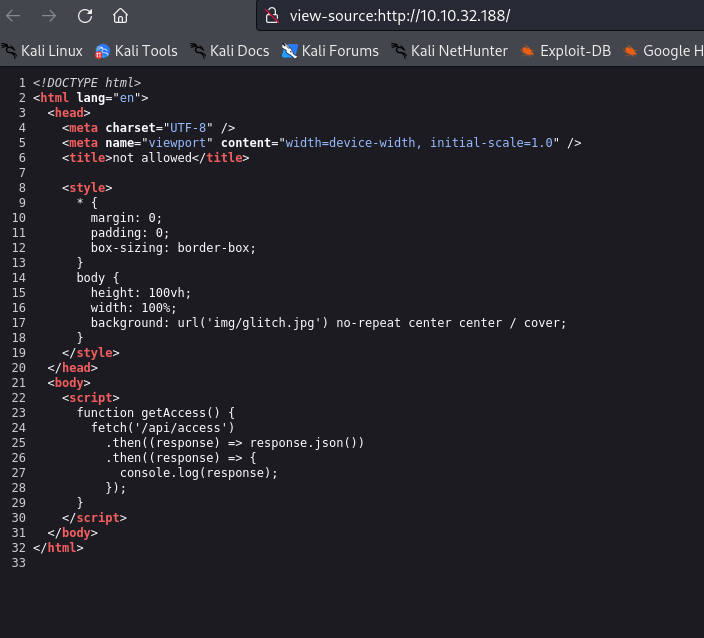 view-source:http://10.10.32.188/
Kali Linux Kali Tools Kali Docs Kali Forums Kali NetHunter Exploit-DB Google H
1 <!DOCTYPE html>
2 <html lang="en">
3   <head>
4     <meta charset="UTF-8" />
5     <meta name="viewport" content="width=device-width, initial-scale=1.0" />
6     <title>not allowed</title>
7
8     <style>
9       * {
10         margin: 0;
11         padding: 0;
12         box-sizing: border-box;
13       }
14       body {
15         height: 100vh;
16         width: 100%;
17         background: url('img/glitch.jpg') no-repeat center center / cover;
18       }
19     </style>
20   </head>
21   <body>
22     <script>
23       function getAccess() {
24         fetch('/api/access')
25           .then((response) => response.json())
26           .then((response) => {
27             console.log(response);
28           });
29       }
30     </script>
31   </body>
32 </html>
33